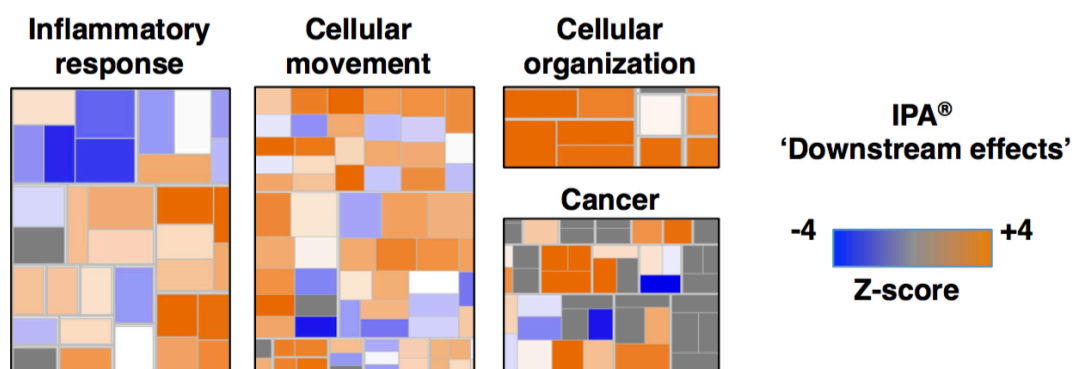 Inflammatory
response
Cellular
movement
Cellular
organization
Cancer
IPA®
‘Downstream effects’
-4
+4
Z-score